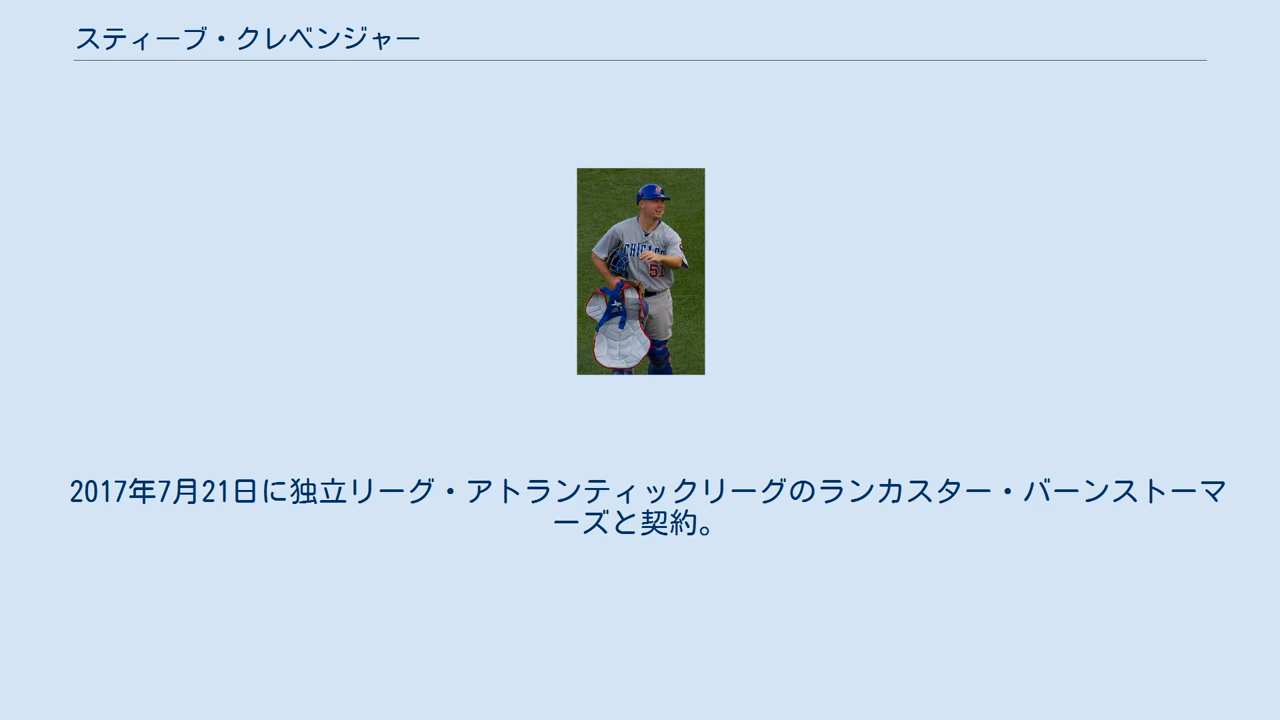 スティーブ・クレベンジャー
CHICAGO
51
2017年7月21日に独立リーグ・アトランティックリーグのランカスター・バーンストーマ
ーズと契約。